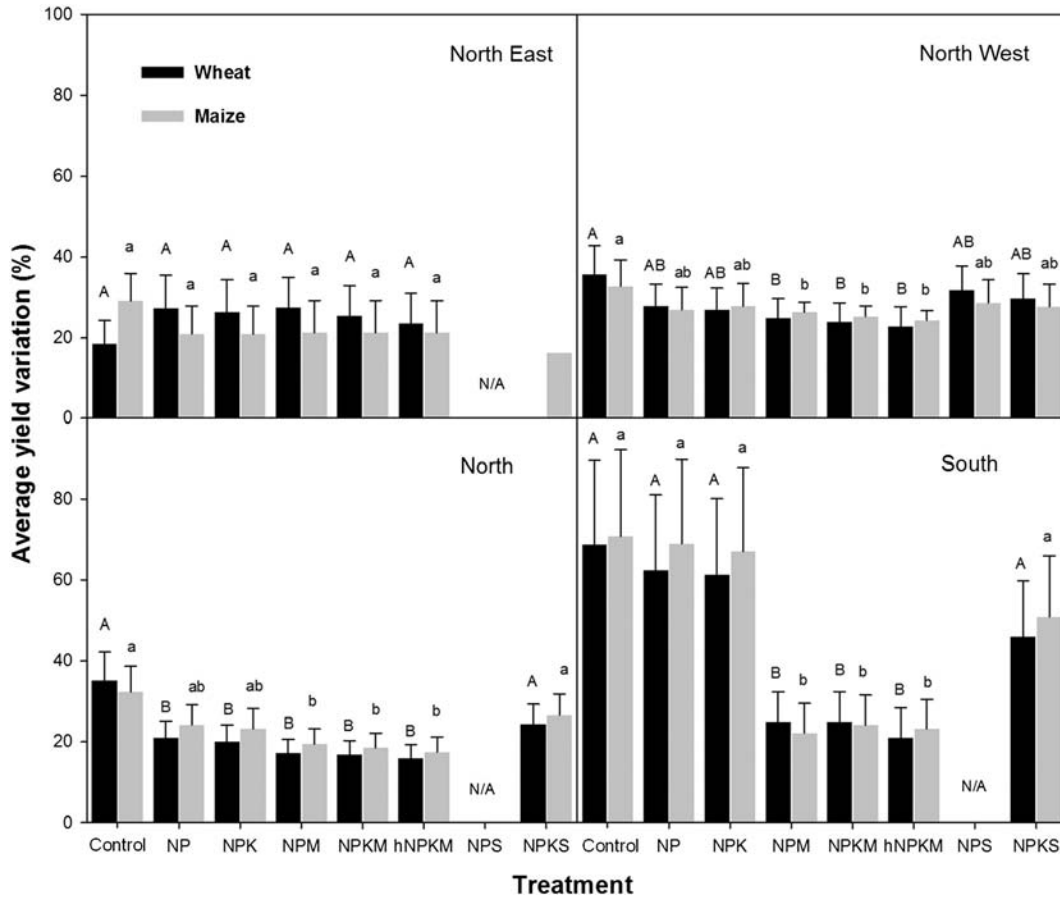 Average yield variation (%)
100
80
60
40
20
0
North East
Wheat
Maize
A a A a A a A a A a A a
N/A
North West
A a AB ab AB ab B b B b B b AB ab AB ab
80
60
40
20
0
North
A a B ab B ab B b B b B b A a
N/A
South
A a A a A a B b B b B b A a
N/A
Control NP NPK NPM NPKM hNPKM NPS NPKS Control NP NPK NPM NPKM hNPKM NPS NPKS
Treatment